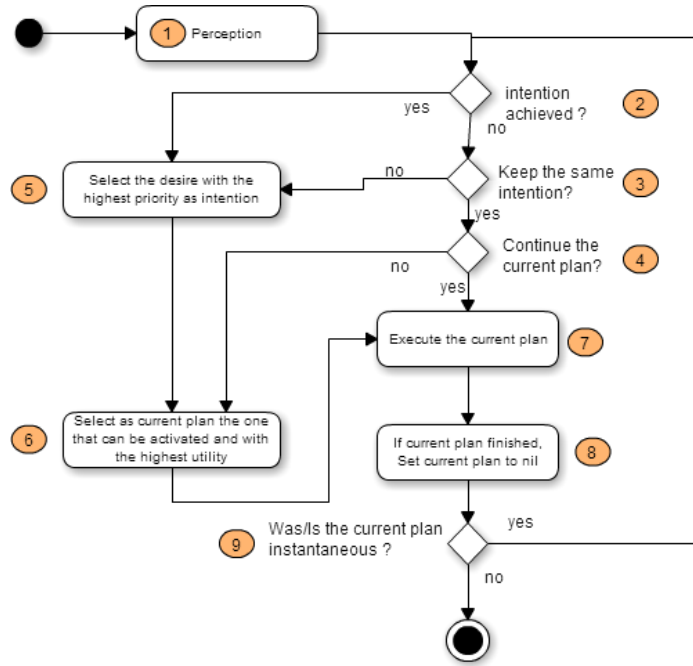 1 Perception
intention
achieved ?
2
yes
no
5
Select the desire with the
highest priority as intention
no
Keep the same
intention?
3
yes
Continue the
current plan?
4
no
yes
Execute the current plan
7
6
Select as current plan the one
that can be activated and with
the highest utility
If current plan finished,
Set current plan to nil
8
9
Was/Is the current plan
instantaneous ?
yes
no